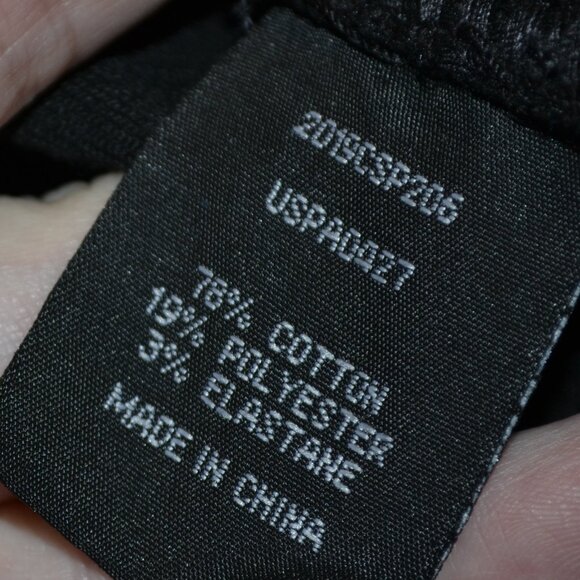 2019CSP206
USPA0427
78% COTTON
19% POLYESTER
3% ELASTANE
MADE IN CHINA